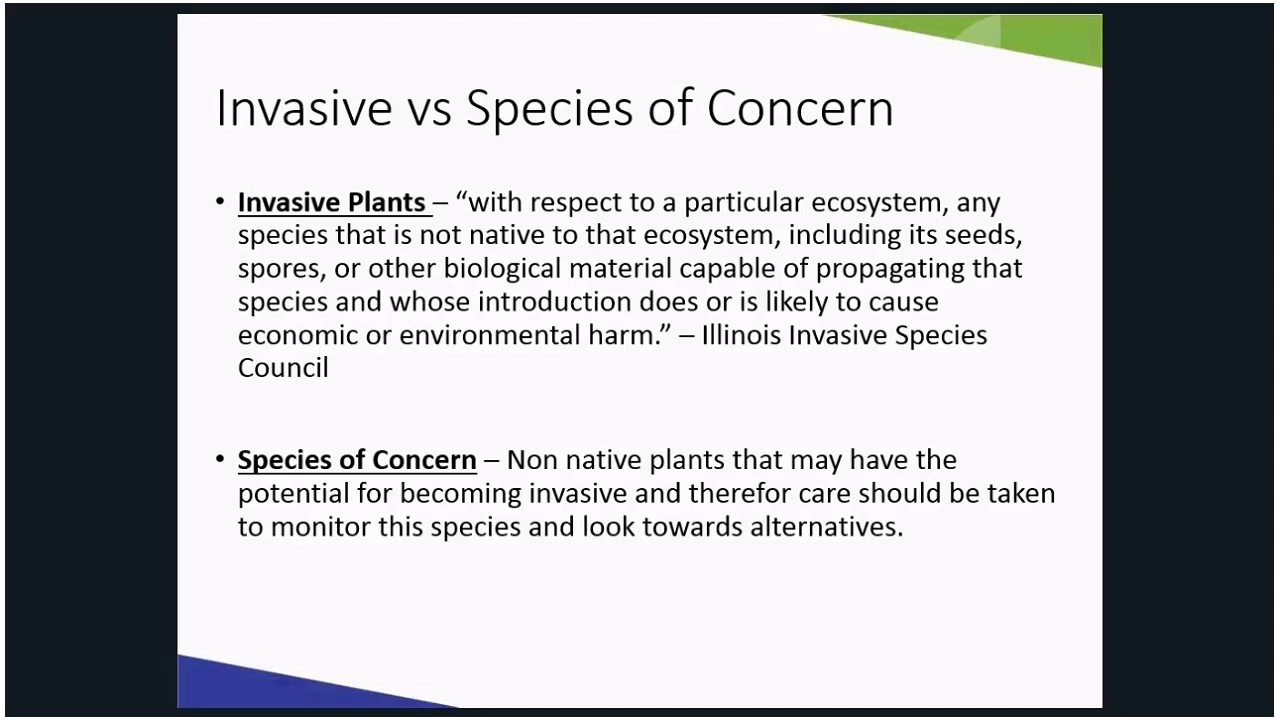 Invasive vs Species of Concern
• Invasive Plants – “with respect to a particular ecosystem, any
species that is not native to that ecosystem, including its seeds,
spores, or other biological material capable of propagating that
species and whose introduction does or is likely to cause
economic or environmental harm.” – Illinois Invasive Species
Council
• Species of Concern – Non native plants that may have the
potential for becoming invasive and therefor care should be taken
to monitor this species and look towards alternatives.